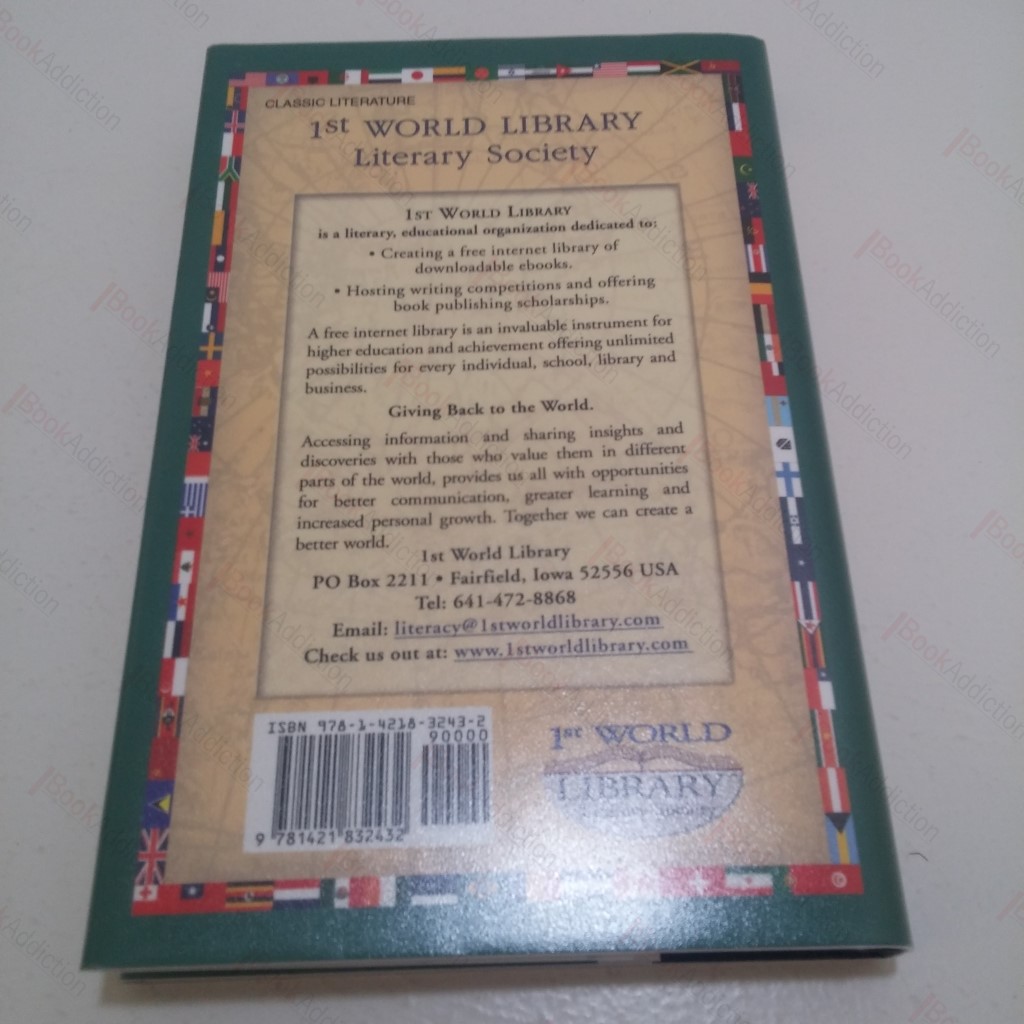 CLASSIC LITERATURE
1st WORLD LIBRARY
Literary Society
1ST WORLD LIBRARY
is a literary, educational organization dedicated to:
• Creating a free internet library of
downloadable ebooks.
• Hosting writing competitions and offering
book publishing scholarships.
A free internet library is an invaluable instrument for
higher education and achievement offering unlimited
possibilities for every individual, school, library and
business.
Giving Back to the World.
Accessing information and sharing insights and
discoveries with those who value them in different
parts of the world, provides us all with opportunities
for better communication, greater learning and
increased personal growth. Together we can create a
better world.
1st World Library
PO Box 2211 • Fairfield, Iowa 52556 USA
Tel: 641-472-8868
Email: literacy@1stworldlibrary.com
Check us out at: www.1stworldlibrary.com
ISBN 978-1-4218-3243-2
90000
9 781421 832432
1st WORLD
LIBRARY
BookAddiction